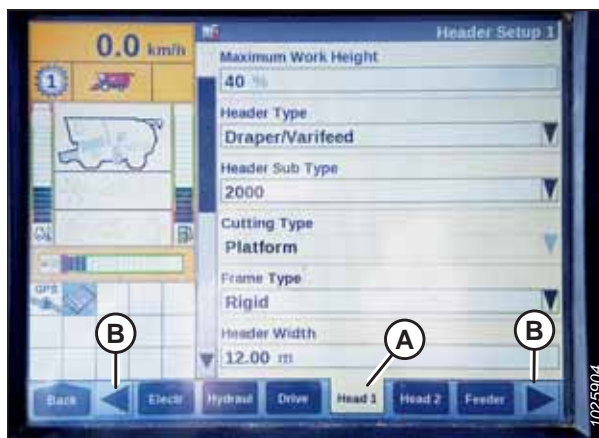 0.0 km/h
Header Setup 1
Maximum Work Height
40 %
1
Header Type
Draper/Varifeed
Header Sub Type
2000
Cutting Type
Platform
Frame Type
Rigid
GPS
Header Width
12.00 m
B
A
B
Back
Electr
Hydraul
Drive
Head 1
Head 2
Feeder
1025904